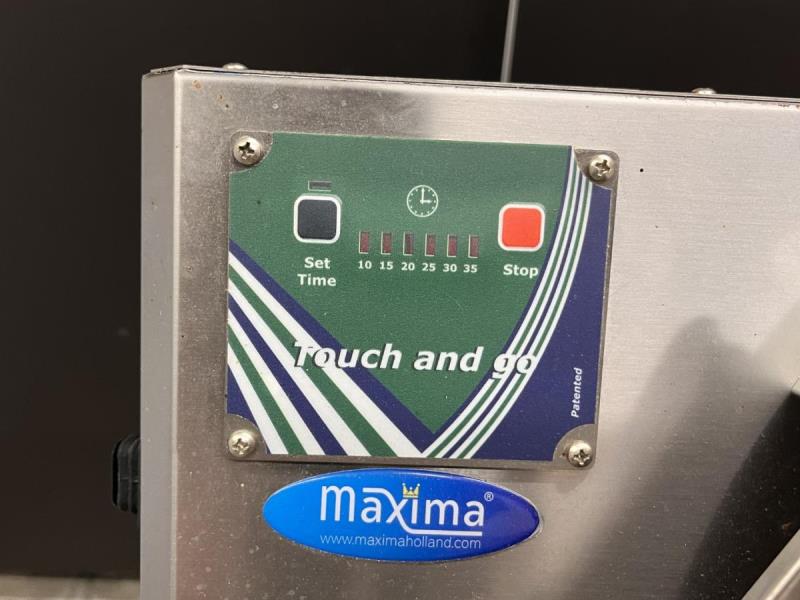 Set
Time
10 15 20 25 30 35
Stop
Touch and go
Patented
maxima®
www.maximaholland.com